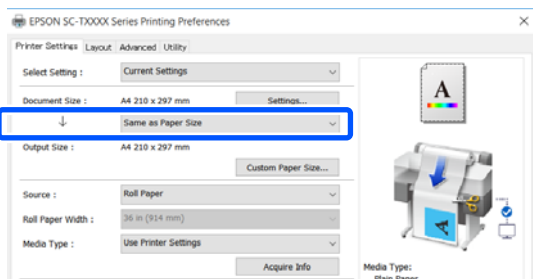 EPSON SC-TXXXX Series Printing Preferences
Printer Settings Layout Advanced Utility
Select Setting : Current Settings
Document Size : A4 210 x 297 mm Settings...
Same as Paper Size
Output Size : A4 210 x 297 mm
Custom Paper Size...
Source : Roll Paper
Roll Paper Width : 36 in (914 mm)
Media Type : Use Printer Settings
Acquire Info
A
A
Media Type:
Plain Paper